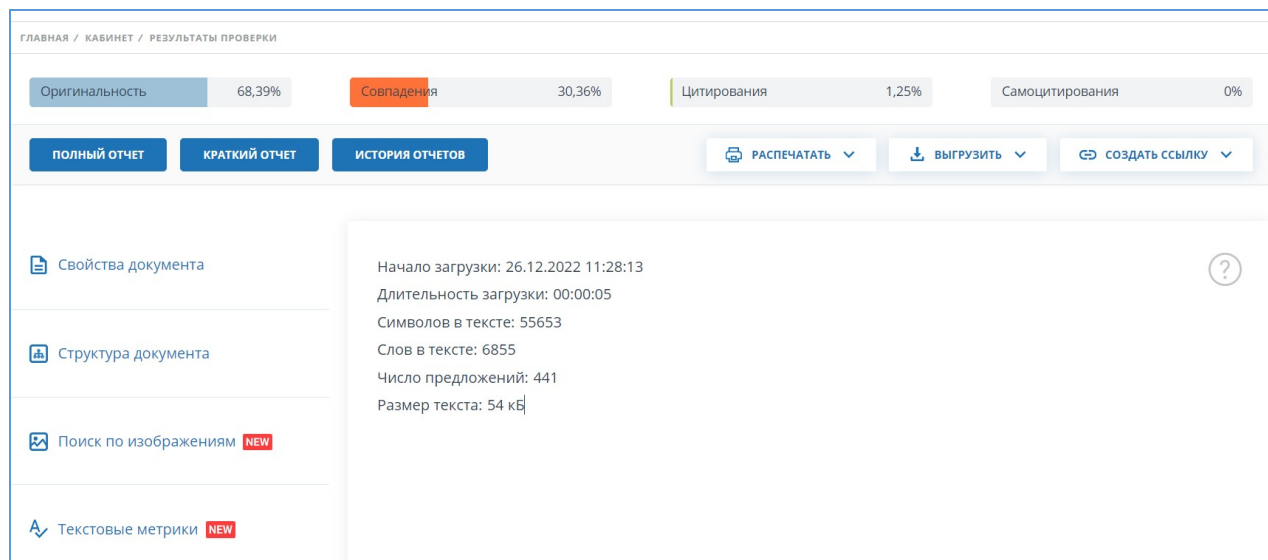 ГЛАВНАЯ / КАБИНЕТ / РЕЗУЛЬТАТЫ ПРОВЕРКИ
Оригинальность 68,39% Совпадения 30,36% Цитирования 1,25% Самоцитирования 0%
ПОЛНЫЙ ОТЧЕТ КРАТКИЙ ОТЧЕТ ИСТОРИЯ ОТЧЕТОВ РАСПЕЧАТАТЬ ВЫГРУЗИТЬ СОЗДАТЬ ССЫЛКУ
Свойства документа
Структура документа
Поиск по изображениям NEW
Текстовые метрики NEW
Начало загрузки: 26.12.2022 11:28:13
Длительность загрузки: 00:00:05
Символов в тексте: 55653
Слов в тексте: 6855
Число предложений: 441
Размер текста: 54 кБ
?